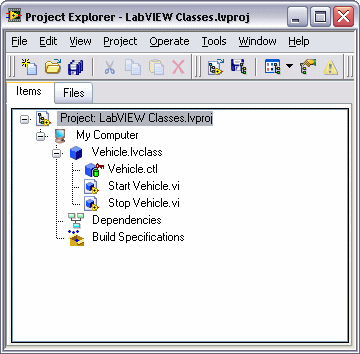 Project Explorer - LabVIEW Classes.lvproj
File Edit View Project Operate Tools Window Help
Items Files
Project: LabVIEW Classes.lvproj
My Computer
Vehicle.lvclass
Vehicle.ctl
Start Vehicle.vi
Stop Vehicle.vi
Dependencies
Build Specifications